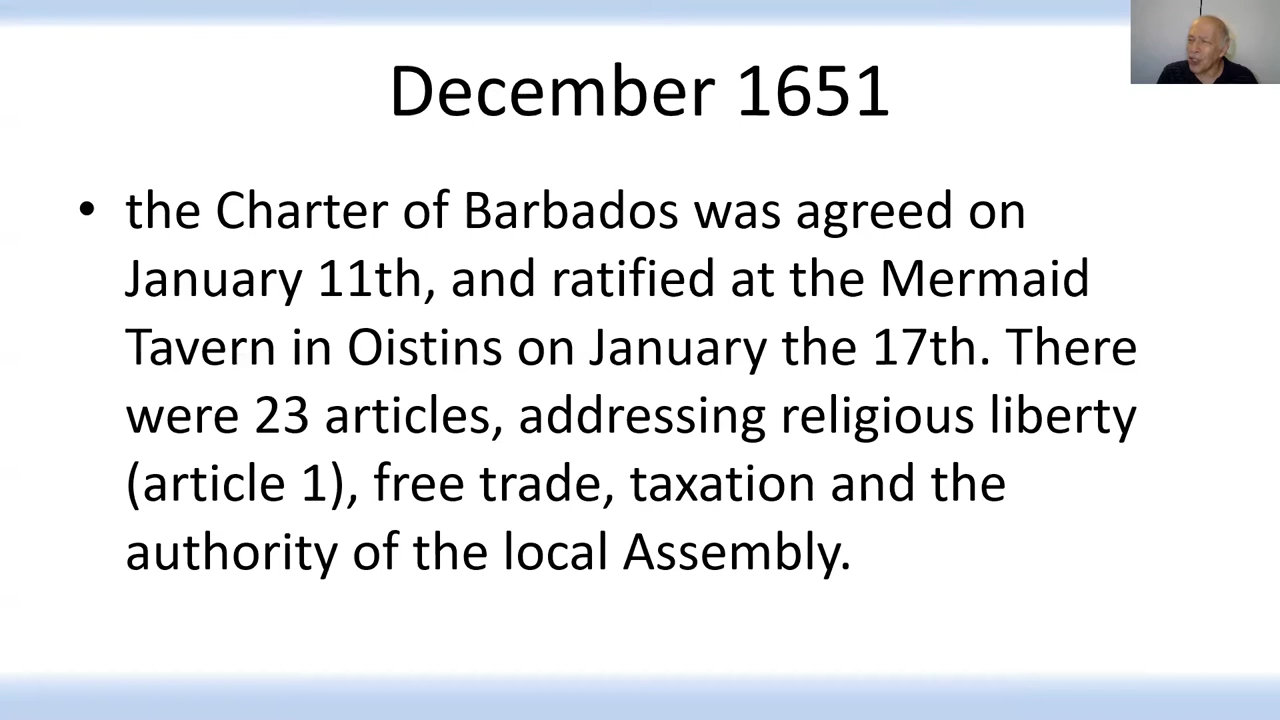 December 1651
• the Charter of Barbados was agreed on
January 11th, and ratified at the Mermaid
Tavern in Oistins on January the 17th. There
were 23 articles, addressing religious liberty
(article 1), free trade, taxation and the
authority of the local Assembly.